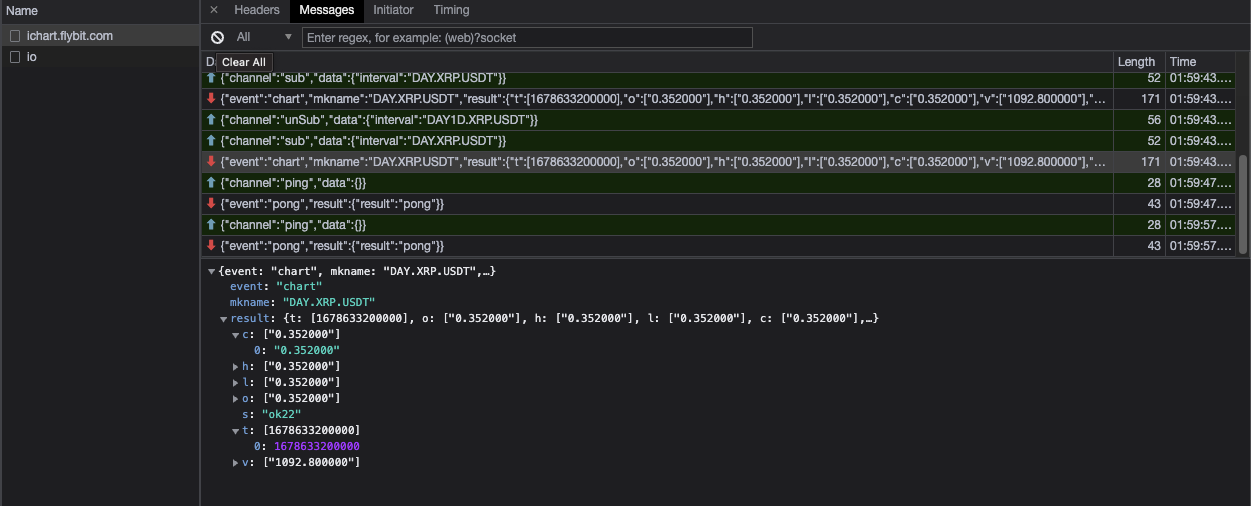 Name
ichart.flybit.com
io
× Headers Messages Initiator Timing
All ▼ Enter regex, for example: (web)?socket
Clear All Length Time
{"channel":"sub","data":{"interval":"DAY.XRP.USDT"}} 52 01:59:43....
{"event":"chart","mkname":"DAY.XRP.USDT","result":{"t":[1678633200000],"o":["0.352000"],"h":["0.352000"],"l":["0.352000"],"c":["0.352000"],"v":["1092.800000"],"... 171 01:59:43....
{"channel":"unSub","data":{"interval":"DAY1D.XRP.USDT"}} 56 01:59:43....
{"channel":"sub","data":{"interval":"DAY.XRP.USDT"}} 52 01:59:43....
{"event":"chart","mkname":"DAY.XRP.USDT","result":{"t":[1678633200000],"o":["0.352000"],"h":["0.352000"],"l":["0.352000"],"c":["0.352000"],"v":["1092.800000"],"... 171 01:59:43....
{"channel":"ping","data":{}} 28 01:59:47....
{"event":"pong","result":{"result":"pong"}} 43 01:59:47....
{"channel":"ping","data":{}} 28 01:59:57....
{"event":"pong","result":{"result":"pong"}} 43 01:59:57....
▼{event: "chart", mkname: "DAY.XRP.USDT",…}
event: "chart"
mkname: "DAY.XRP.USDT"
▼result: {t: [1678633200000], o: ["0.352000"], h: ["0.352000"], l: ["0.352000"], c: ["0.352000"],…}
▼c: ["0.352000"]
0: "0.352000"
▶h: ["0.352000"]
▶l: ["0.352000"]
▶o: ["0.352000"]
s: "ok22"
▼t: [1678633200000]
0: 1678633200000
▶v: ["1092.800000"]